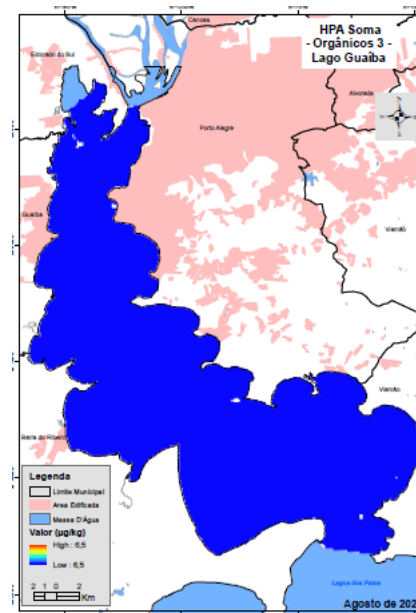 HPA Soma
- Orgânicos 3 -
Lago Guaíba
Canoas
Eldorado do Sul
Alvorada
Porto Alegre
Guaíba
Viamão
Viamão
Barra do Ribeiro
Legenda
Limite Municipal
Área Edificada
Massa D'Água
Valor (µg/kg)
High : 6,5
Low : 6,5
2 1 0 2
Km
Lagoa dos Patos
Agosto de 202